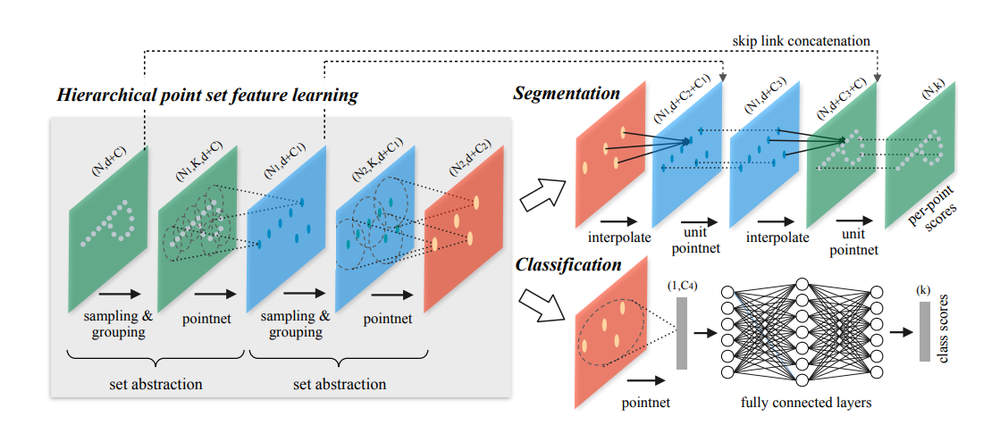 skip link concatenation
Hierarchical point set feature learning
(N,d+C)
(N1,K,d+C)
(N1,d+C1)
(N2,K,d+C1)
(N2,d+C2)
sampling &
grouping
pointnet
sampling &
grouping
pointnet
set abstraction
set abstraction
Segmentation
(N1,d+C2+C1)
(N1,d+C3)
(N,d+C3+C)
(N,k)
interpolate
unit
pointnet
interpolate
unit
pointnet
per-point
scores
Classification
(1,C4)
(k)
class scores
pointnet
fully connected layers